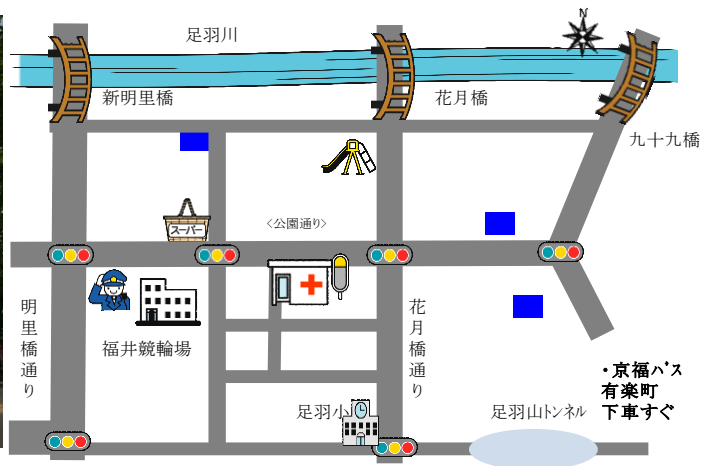 N
足羽川
新明里橋
花月橋
九十九橋
スーパー
<公園通り>
明里橋通り
福井競輪場
花月橋通り
・京福バス
有楽町
下車すぐ
足羽小
足羽山トンネル